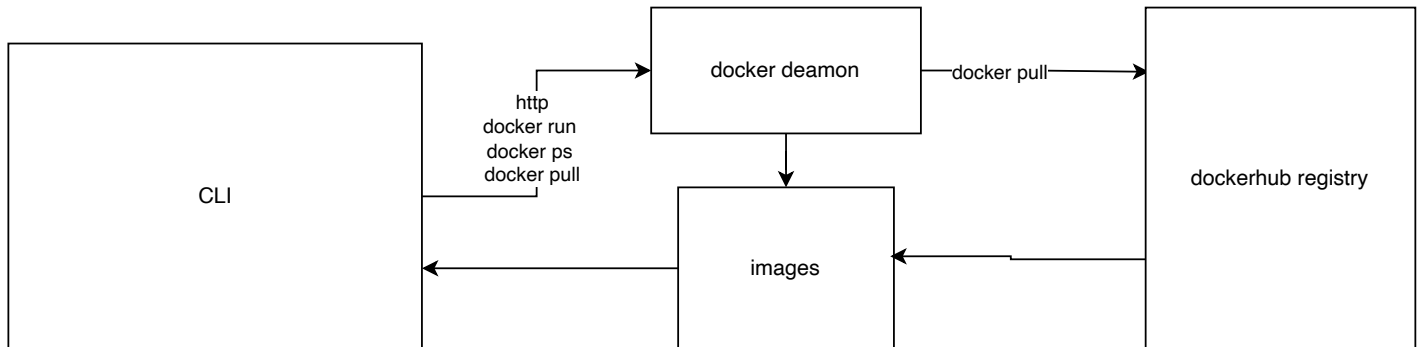 docker deamon
docker pull
http
docker run
docker ps
docker pull
CLI
dockerhub registry
images